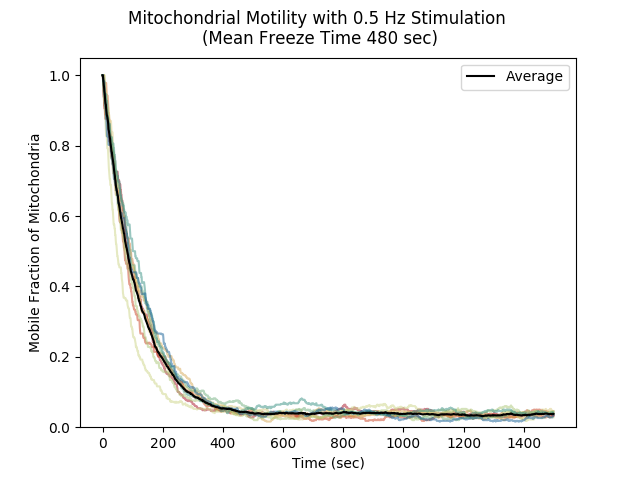 Mitochondrial Motility with 0.5 Hz Stimulation
(Mean Freeze Time 480 sec)
Average
Mobile Fraction of Mitochondria
1.0
0.8
0.6
0.4
0.2
0.0
0 200 400 600 800 1000 1200 1400
Time (sec)